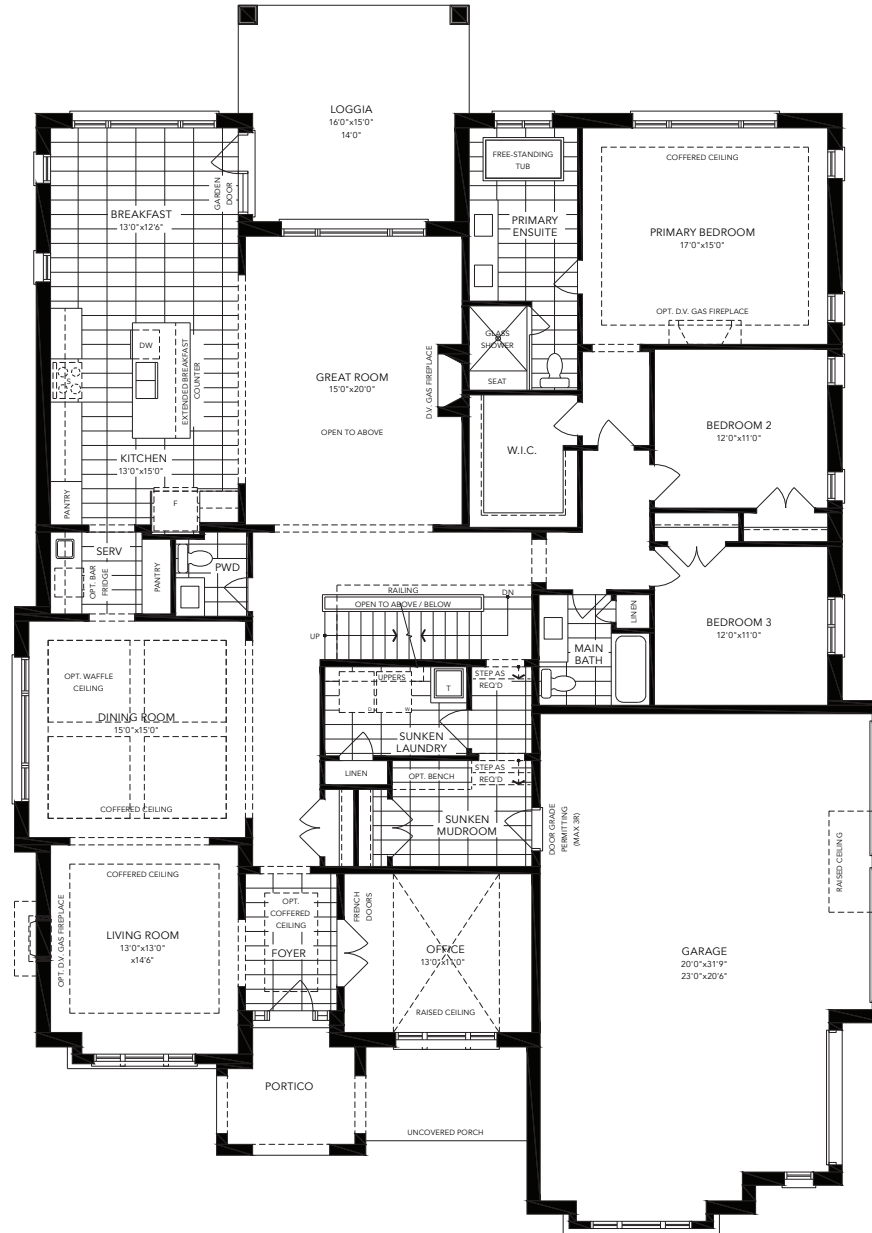 LOGGIA
16'0"x15'0"
14'0"
FREE-STANDING
TUB
COFFERED CEILING
GARDEN
DOOR
BREAKFAST
13'0"x12'6"
PRIMARY
ENSUITE
PRIMARY BEDROOM
17'0"x15'0"
OPT. D.V. GAS FIREPLACE
DW
EXTENDED BREAKFAST
COUNTER
GLASS
SHOWER
SEAT
GREAT ROOM
15'0"x20'0"
D.V. GAS FIREPLACE
OPEN TO ABOVE
BEDROOM 2
12'0"x11'0"
W.I.C.
KITCHEN
13'0"x15'0"
PANTRY
F
SERV
OPT. BAR
FRIDGE
PANTRY
PWD
RAILING
DN
OPEN TO ABOVE / BELOW
UP
LINEN
BEDROOM 3
12'0"x11'0"
MAIN
BATH
OPT. WAFFLE
CEILING
DINING ROOM
15'0"x15'0"
COFFERED CEILING
UPPERS
D
W
T
STEP AS
REQ'D
SUNKEN
LAUNDRY
LINEN
OPT. BENCH
STEP AS
REQ'D
SUNKEN
MUDROOM
DOOR GRADE
PERMITTING
(MAX 3R)
RAISED CEILING
COFFERED CEILING
OPT. D.V. GAS FIREPLACE
LIVING ROOM
13'0"x13'0"
x14'6"
OPT.
COFFERED
CEILING
FOYER
FRENCH
DOORS
OFFICE
13'0"x11'0"
RAISED CEILING
GARAGE
20'0"x31'9"
23'0"x20'6"
PORTICO
UNCOVERED PORCH